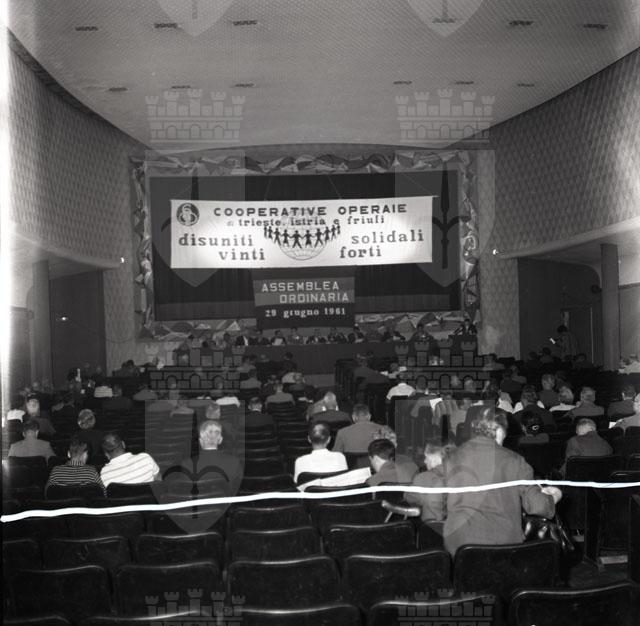 COOPERATIVE OPERAIE
di trieste, istria e friuli
disuniti solidali
vinti forti
ASSEMBLEA
ORDINARIA
29 giugno 1961